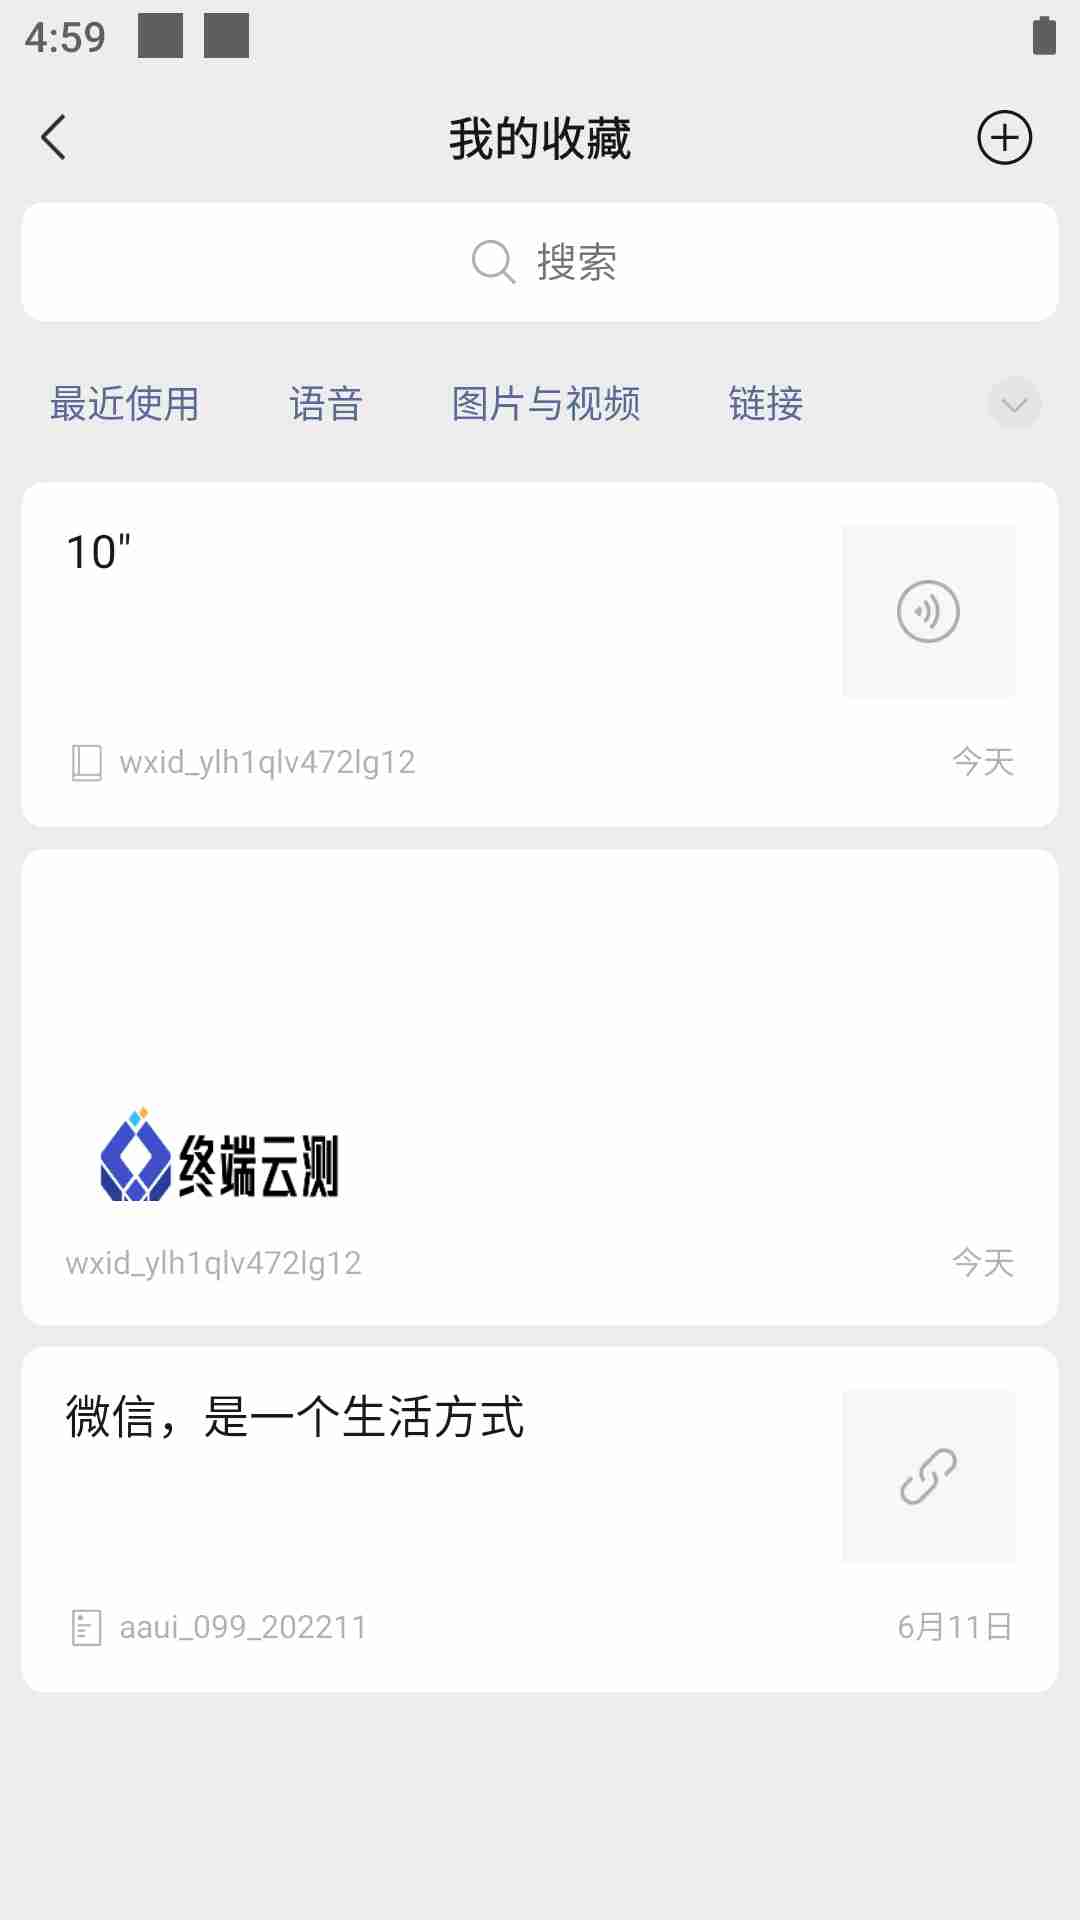 4:59
我的收藏
搜索
最近使用 语音 图片与视频 链接
10"
wxid_ylh1qlv472lg12 今天
终端云测
wxid_ylh1qlv472lg12 今天
微信，是一个生活方式
aaui_099_202211 6月11日